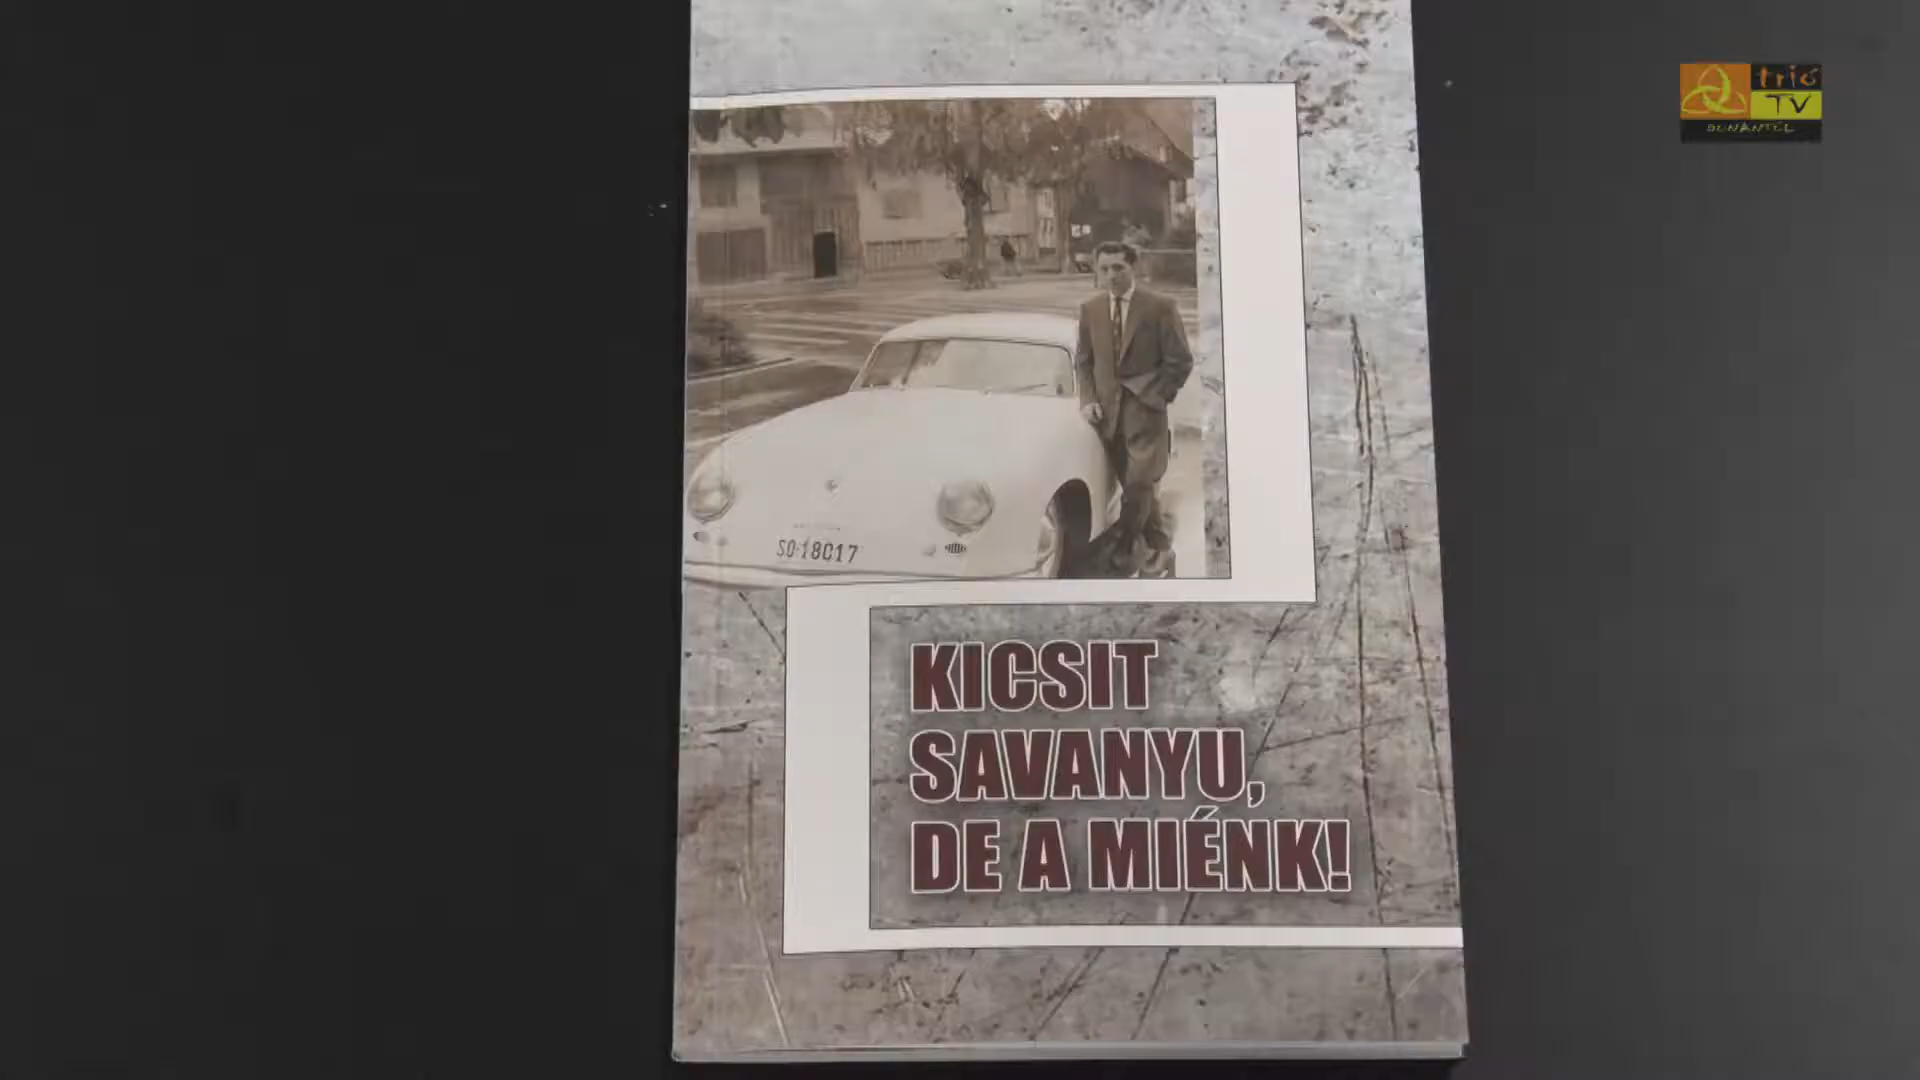 trió
TV
DUNÁNTÚL
SO·18017
KICSIT
SAVANYU,
DE A MIÉNK!